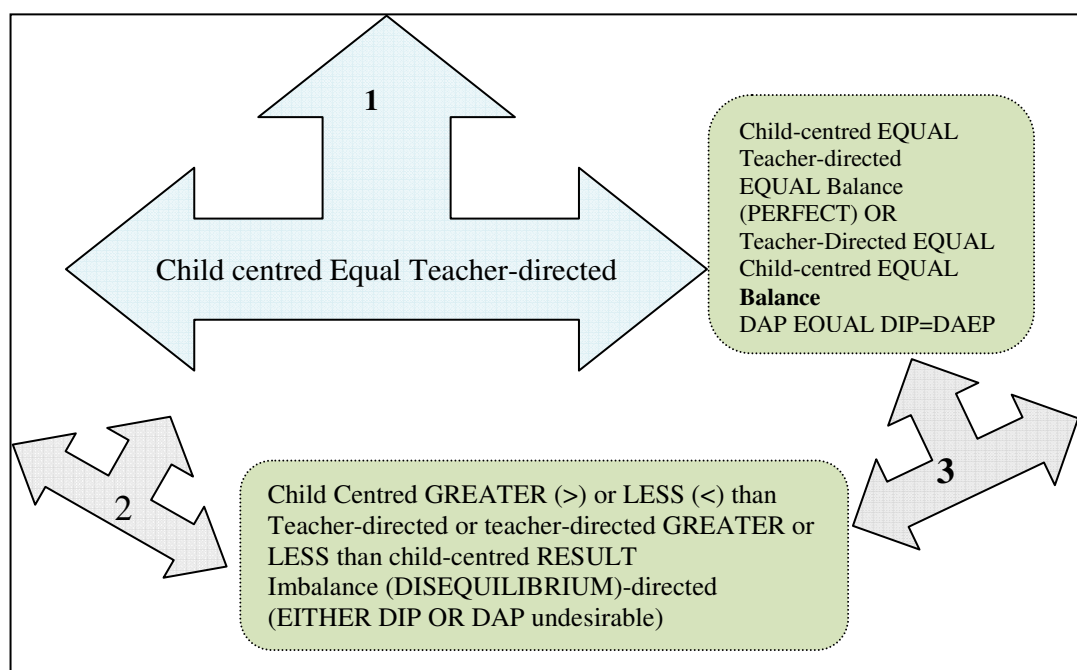 1
Child centred Equal Teacher-directed
Child-centred EQUAL
Teacher-directed
EQUAL Balance
(PERFECT) OR
Teacher-Directed EQUAL
Child-centred EQUAL
Balance
DAP EOUAL DIP=DAEP
2
3
Child Centred GREATER (>) or LESS (<) than
Teacher-directed or teacher-directed GREATER or
LESS than child-centred RESULT
Imbalance (DISEQUILIBRIUM)-directed
(EITHER DIP OR DAP undesirable)